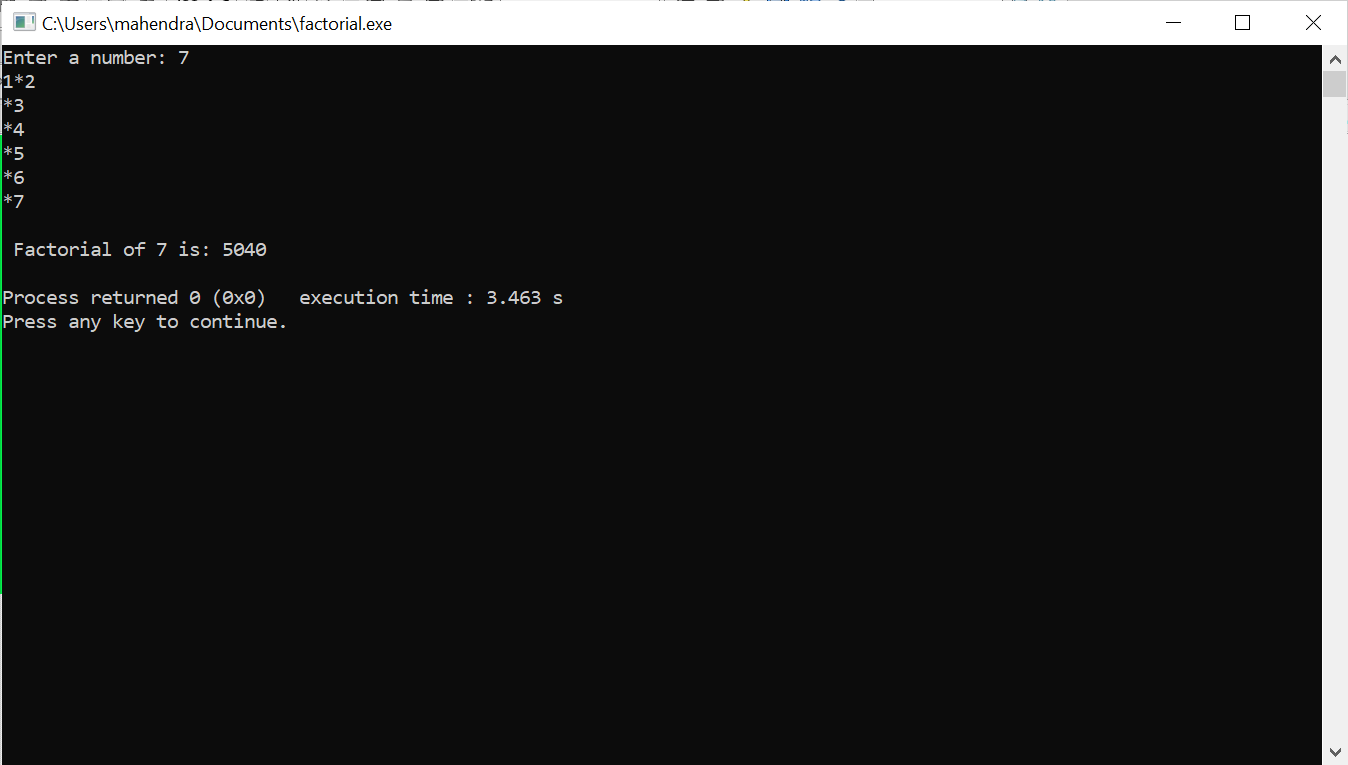 C:\Users\mahendra\Documents\factorial.exe
Enter a number: 7
1*2
*3
*4
*5
*6
*7
Factorial of 7 is: 5040
Process returned 0 (0x0)   execution time : 3.463 s
Press any key to continue.